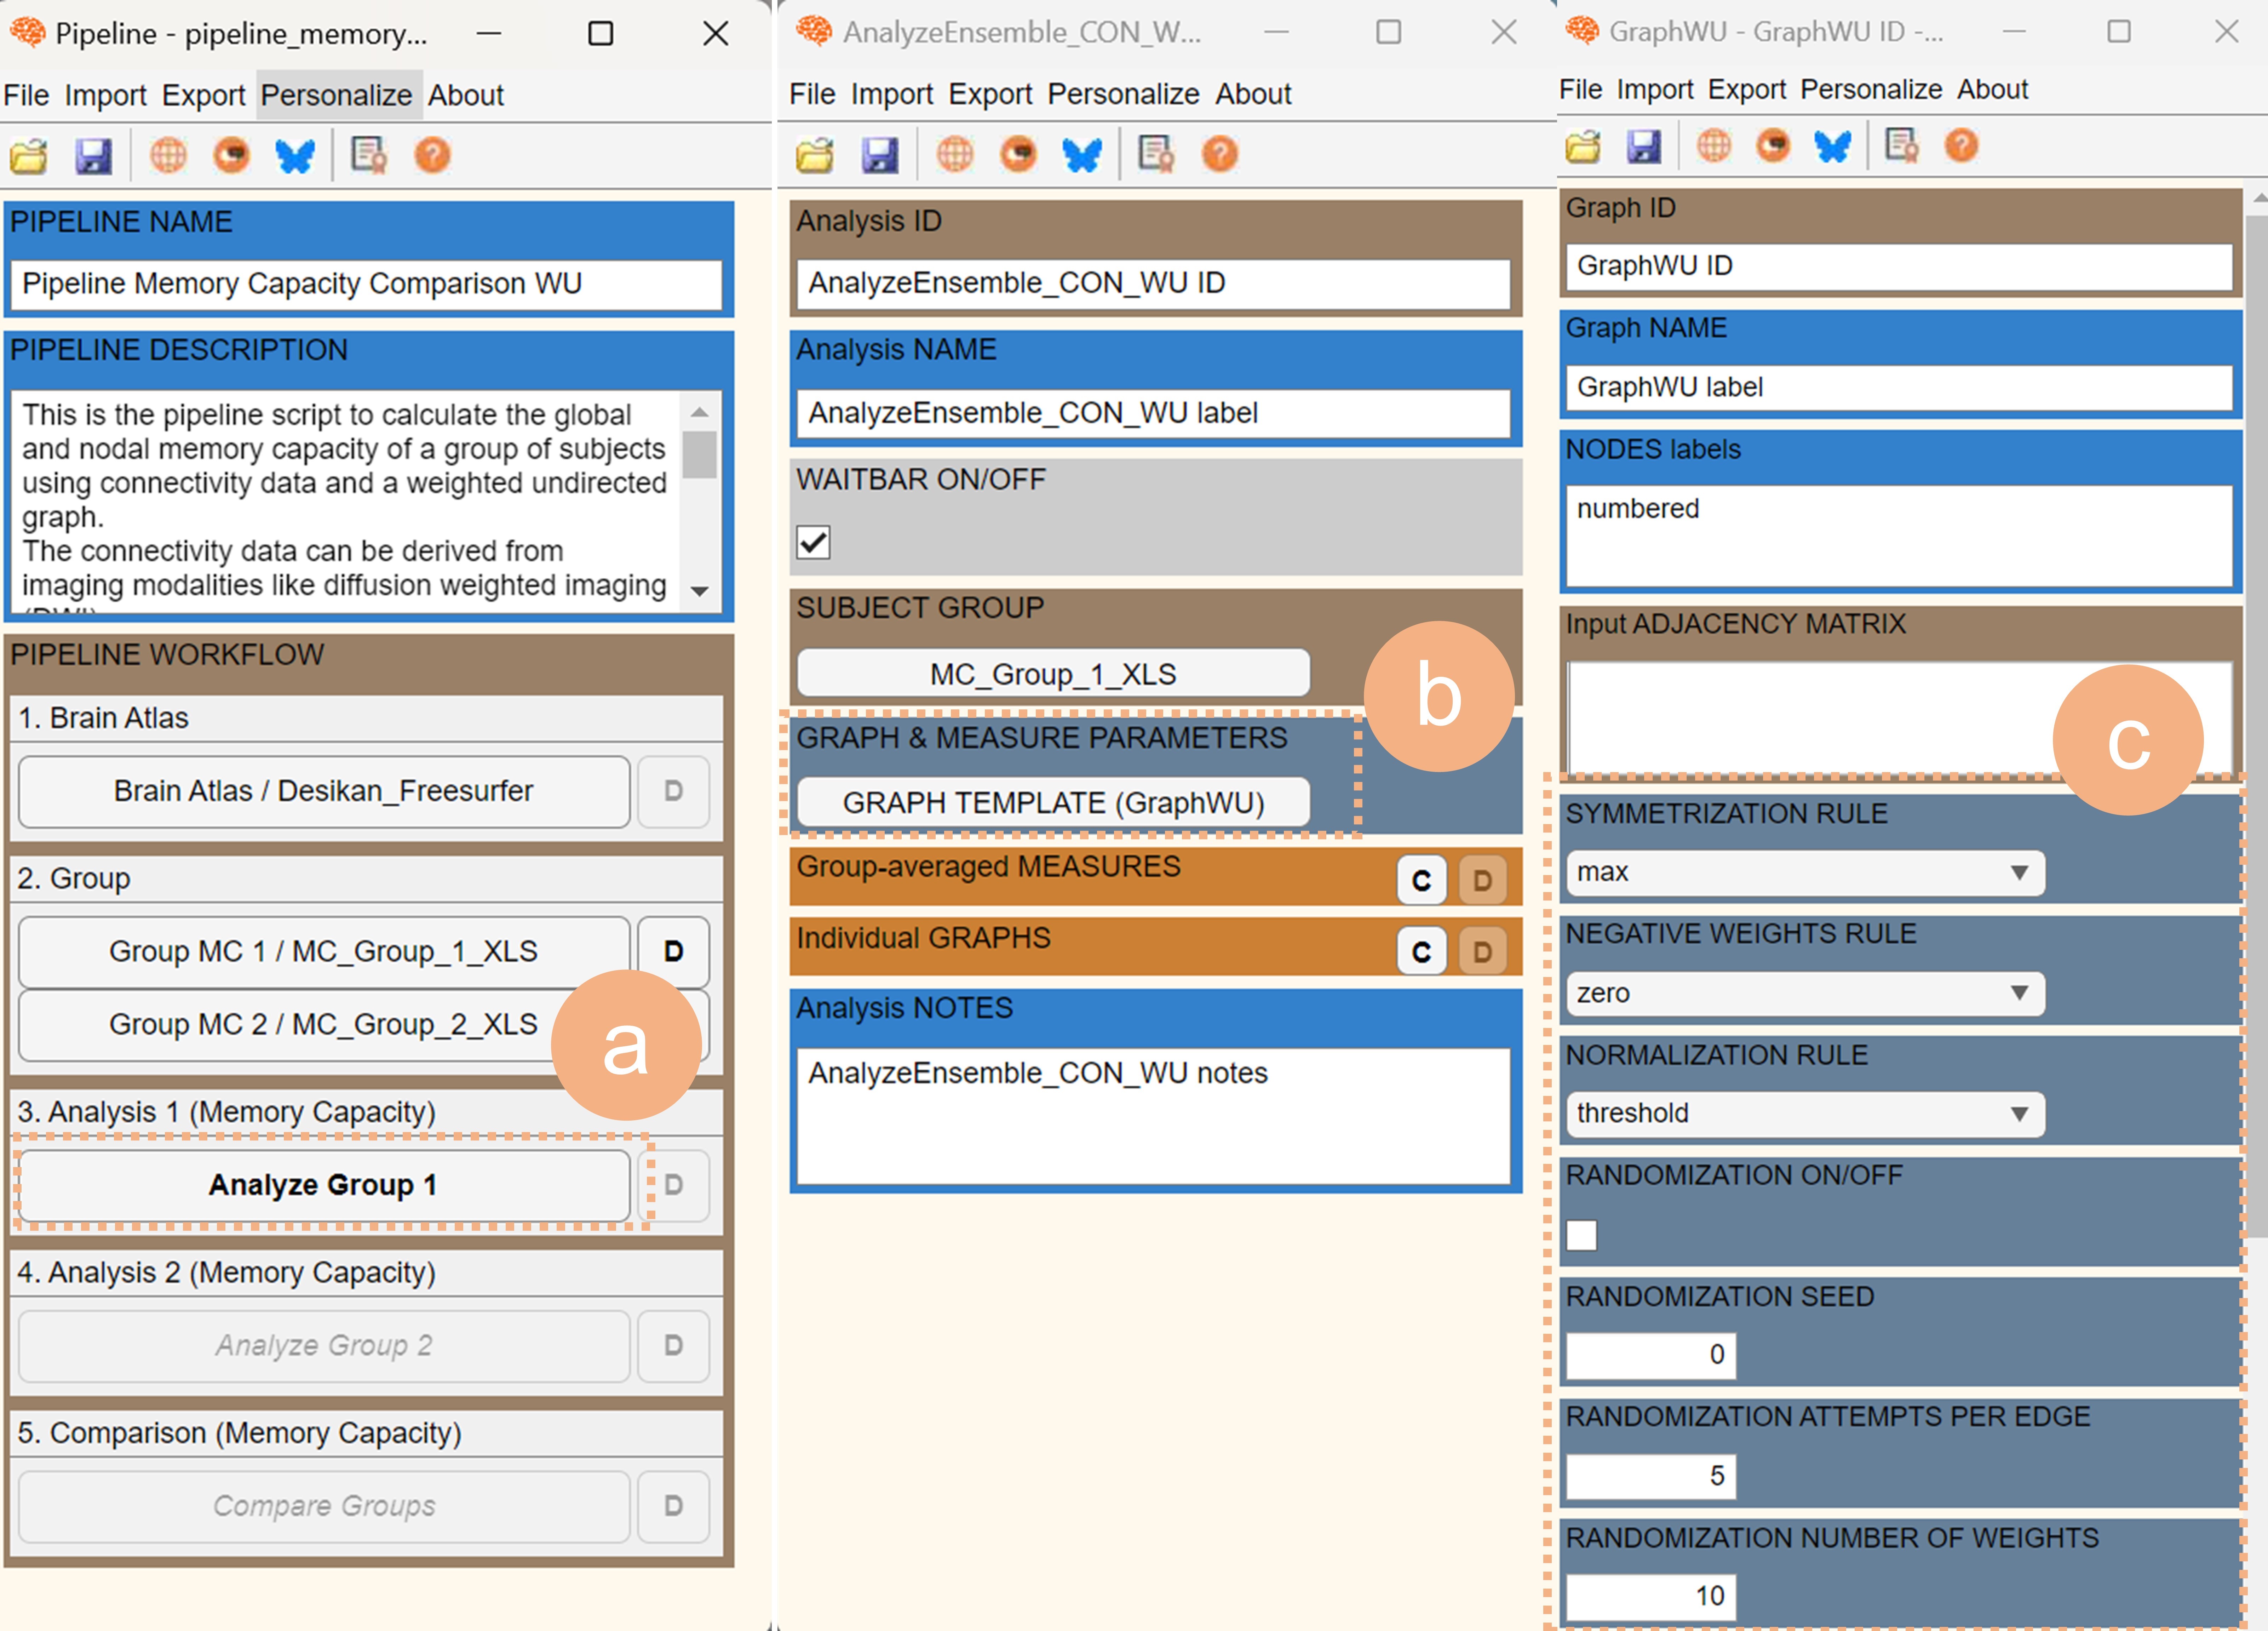 Pipeline - pipeline_memory...
File Import Export Personalize About
PIPELINE NAME
Pipeline Memory Capacity Comparison WU
PIPELINE DESCRIPTION
This is the pipeline script to calculate the global
and nodal memory capacity of a group of subjects
using connectivity data and a weighted undirected
graph.
The connectivity data can be derived from
imaging modalities like diffusion weighted imaging
PIPELINE WORKFLOW
1. Brain Atlas
Brain Atlas / Desikan_Freesurfer D
2. Group
Group MC 1 / MC_Group_1_XLS D
Group MC 2 / MC_Group_2_XLS
a
3. Analysis 1 (Memory Capacity)
Analyze Group 1 D
4. Analysis 2 (Memory Capacity)
Analyze Group 2 D
5. Comparison (Memory Capacity)
Compare Groups D
AnalyzeEnsemble_CON_W...
File Import Export Personalize About
Analysis ID
AnalyzeEnsemble_CON_WU ID
Analysis NAME
AnalyzeEnsemble_CON_WU label
WAITBAR ON/OFF
SUBJECT GROUP
MC_Group_1_XLS
b
GRAPH & MEASURE PARAMETERS
GRAPH TEMPLATE (GraphWU)
Group-averaged MEASURES C D
Individual GRAPHS C D
Analysis NOTES
AnalyzeEnsemble_CON_WU notes
GraphWU - GraphWU ID -...
File Import Export Personalize About
Graph ID
GraphWU ID
Graph NAME
GraphWU label
NODES labels
numbered
Input ADJACENCY MATRIX
c
SYMMETRIZATION RULE
max
NEGATIVE WEIGHTS RULE
zero
NORMALIZATION RULE
threshold
RANDOMIZATION ON/OFF
RANDOMIZATION SEED
0
RANDOMIZATION ATTEMPTS PER EDGE
5
RANDOMIZATION NUMBER OF WEIGHTS
10